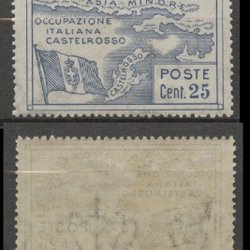 ASIA·MINORE
OCCUPAZIONE
ITALIANA
CASTELROSSO
CASTELROSSO
POSTE
Cent. 25